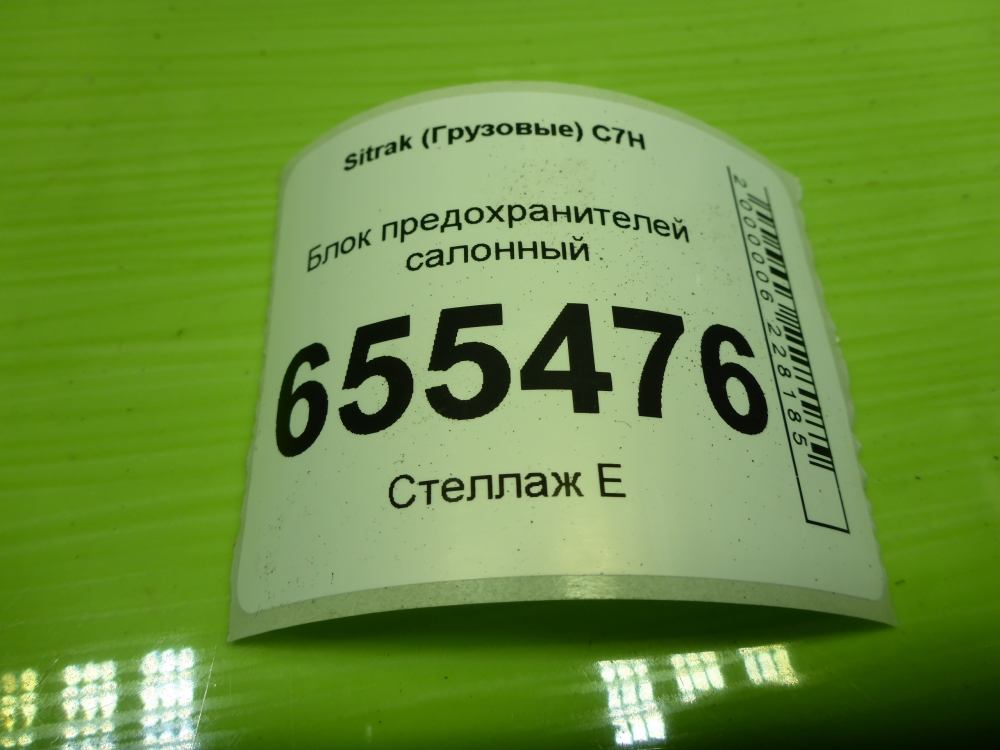 Sitrak (Грузовые) C7H
Блок предохранителей
салонный
655476
Стеллаж Е
2000006228185